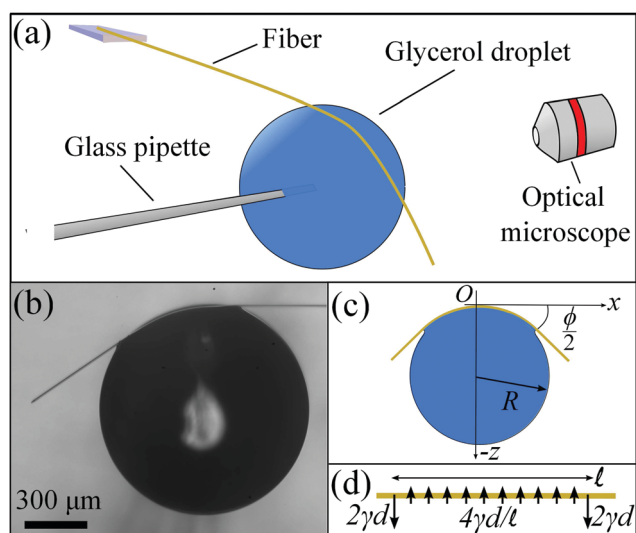 (a)
Fiber
Glycerol droplet
Glass pipette
Optical
microscope
(b)
300 μm
(c)
O
x
ϕ
2
R
-z
(d)
ℓ
2γd
4γd/ℓ
2γd